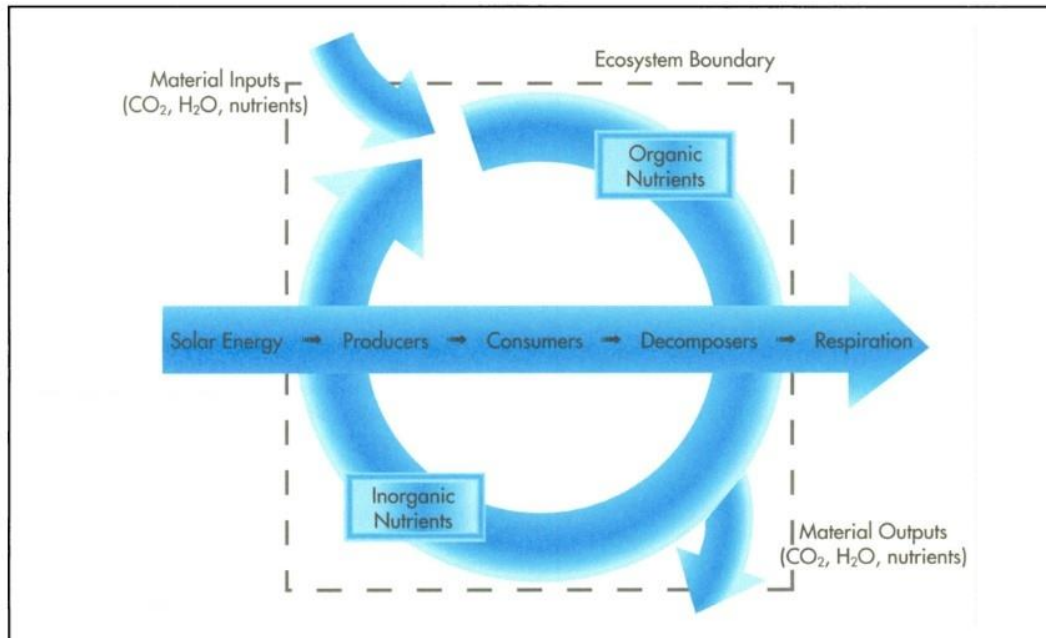 Ecosystem Boundary
Material Inputs
(CO₂, H₂O, nutrients)
Organic
Nutrients
Solar Energy → Producers → Consumers → Decomposers → Respiration
Inorganic
Nutrients
Material Outputs
(CO₂, H₂O, nutrients)